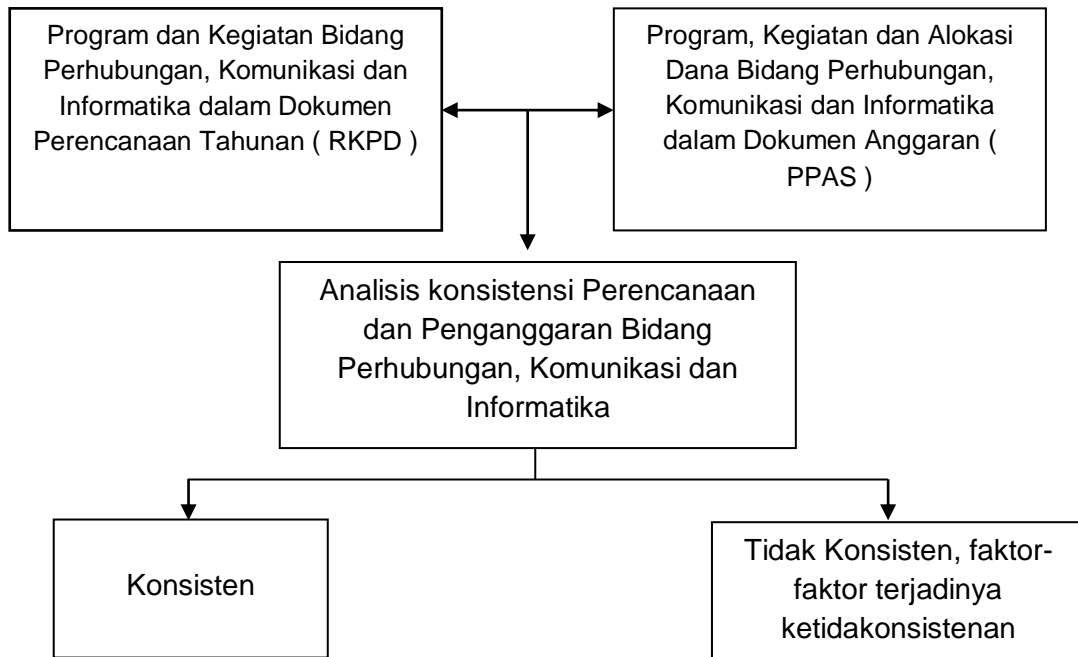 Program dan Kegiatan Bidang
Perhubungan, Komunikasi dan
Informatika dalam Dokumen
Perencanaan Tahunan ( RKPD )
Program, Kegiatan dan Alokasi
Dana Bidang Perhubungan,
Komunikasi dan Informatika
dalam Dokumen Anggaran (
PPAS )
Analisis konsistensi Perencanaan
dan Penganggaran Bidang
Perhubungan, Komunikasi dan
Informatika
Konsisten
Tidak Konsisten, faktor-
faktor terjadinya
ketidakonsistenan